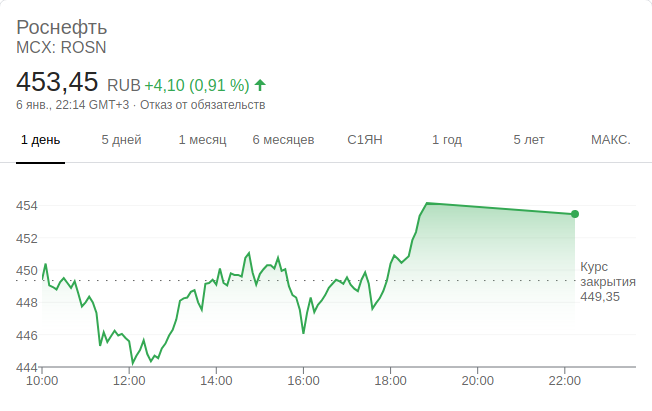 Роснефть
MCX: ROSN
453,45 RUB +4,10 (0,91 %)
6 янв., 22:14 GMT+3 · Отказ от обязательств
1 день 5 дней 1 месяц 6 месяцев С1ЯН 1 год 5 лет МАКС.
454
452
450
448
446
444
Курс
закрытия
449,35
10:00 12:00 14:00 16:00 18:00 20:00 22:00